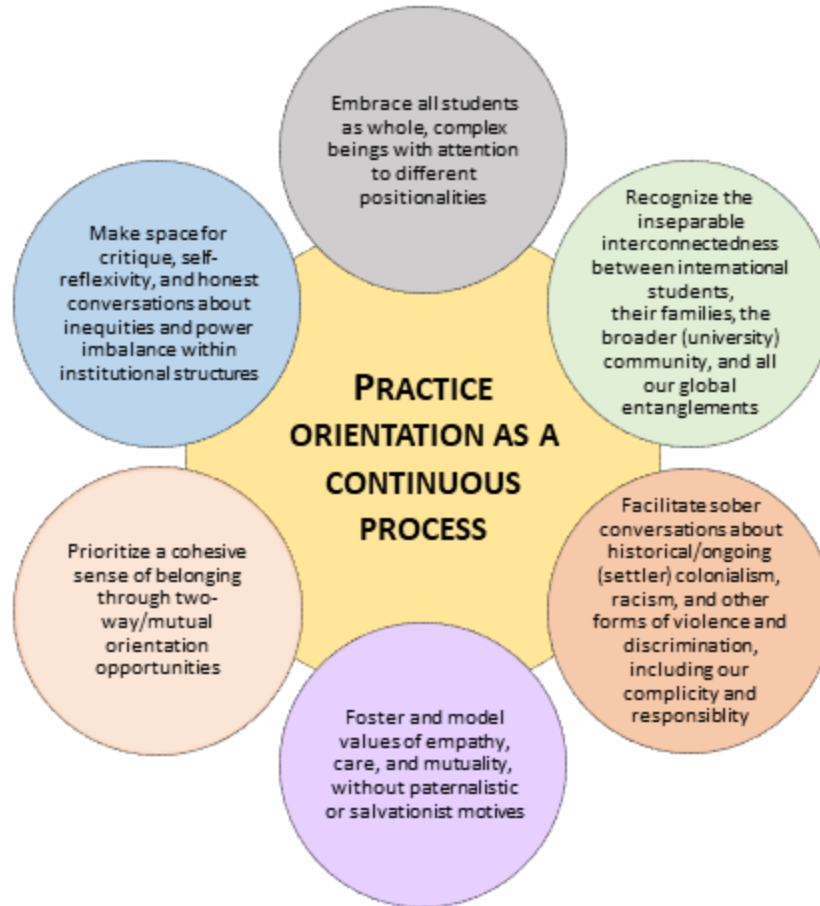 Embrace all students
as whole, complex
beings with attention
to different
positionalities
Recognize the
inseparable
interconnectedness
between international
students,
their families, the
broader (university)
community, and all
our global
entanglements
Facilitate sober
conversations about
historical/ongoing
(settler) colonialism,
racism, and other
forms of violence and
discrimination,
including our
complicity and
responsiblity
Foster and model
values of empathy,
care, and mutuality,
without paternalistic
or salvationist motives
Prioritize a cohesive
sense of belonging
through two-
way/mutual
orientation
opportunities
Make space for
critique, self-
reflexivity, and honest
conversations about
inequities and power
imbalance within
institutional structures
PRACTICE
ORIENTATION AS A
CONTINUOUS
PROCESS